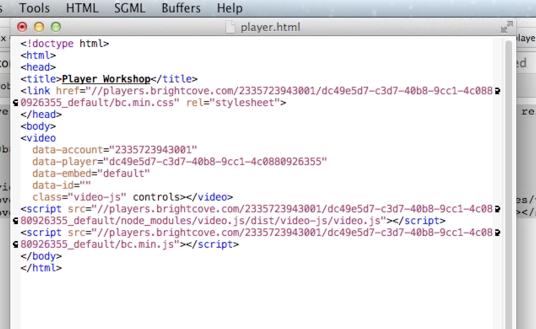 Tools HTML SGML Buffers Help
player.html
<!doctype html>
<html>
<head>
<title>Player Workshop</title>
<link href="//players.brightcove.com/2335723943001/dc49e5d7-c3d7-40b8-9cc1-4c088
0926355_default/bc.min.css" rel="stylesheet">
</head>
<body>
<video
data-account="2335723943001"
data-player="dc49e5d7-c3d7-40b8-9cc1-4c0880926355"
data-embed="default"
data-id=""
class="video-js" controls></video>
<script src="//players.brightcove.com/2335723943001/dc49e5d7-c3d7-40b8-9cc1-4c08
80926355_default/node_modules/video.js/dist/video-js/video.js"></script>
<script src="//players.brightcove.com/2335723943001/dc49e5d7-c3d7-40b8-9cc1-4c08
80926355_default/bc.min.js"></script>
</body>
</html>